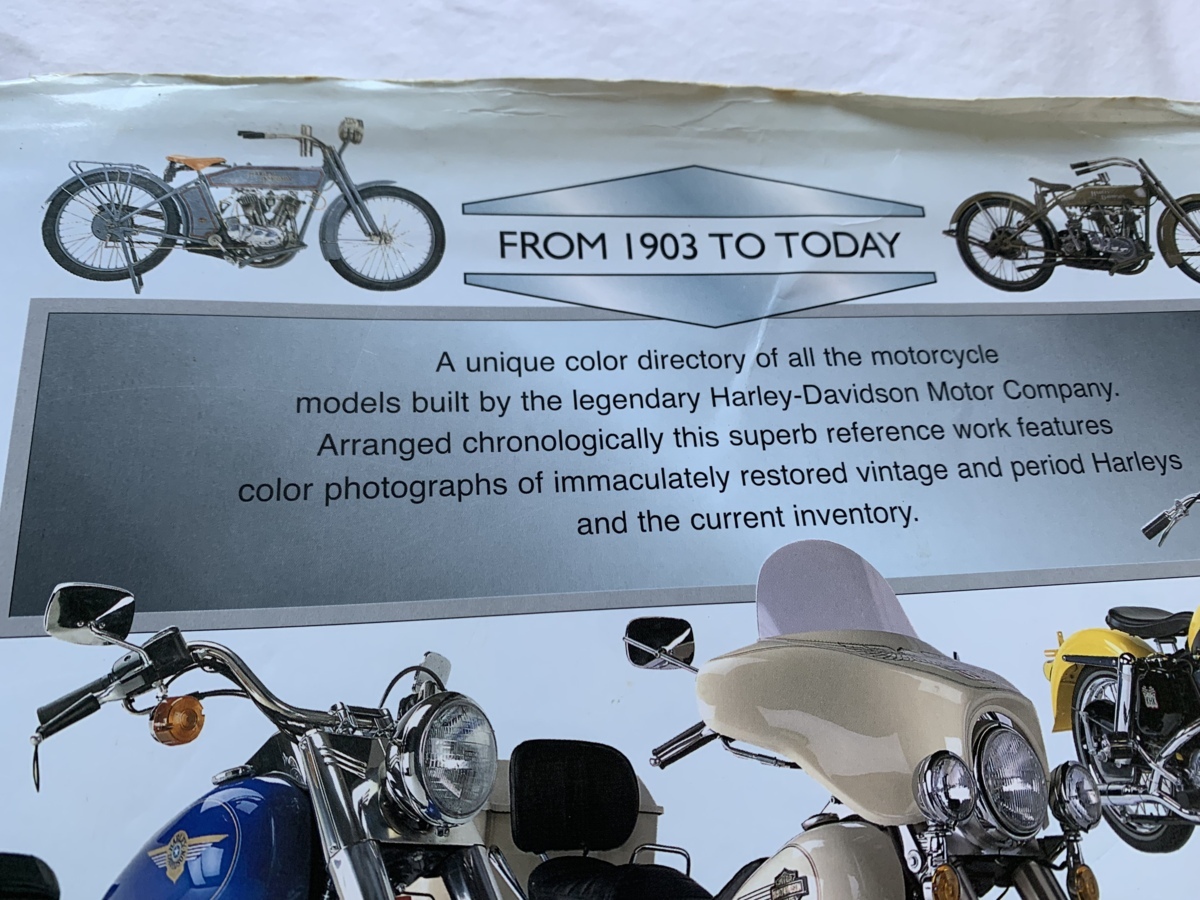 FROM 1903 TO TODAY
A unique color directory of all the motorcycle
models built by the legendary Harley-Davidson Motor Company.
Arranged chronologically this superb reference work features
color photographs of immaculately restored vintage and period Harleys
and the current inventory.